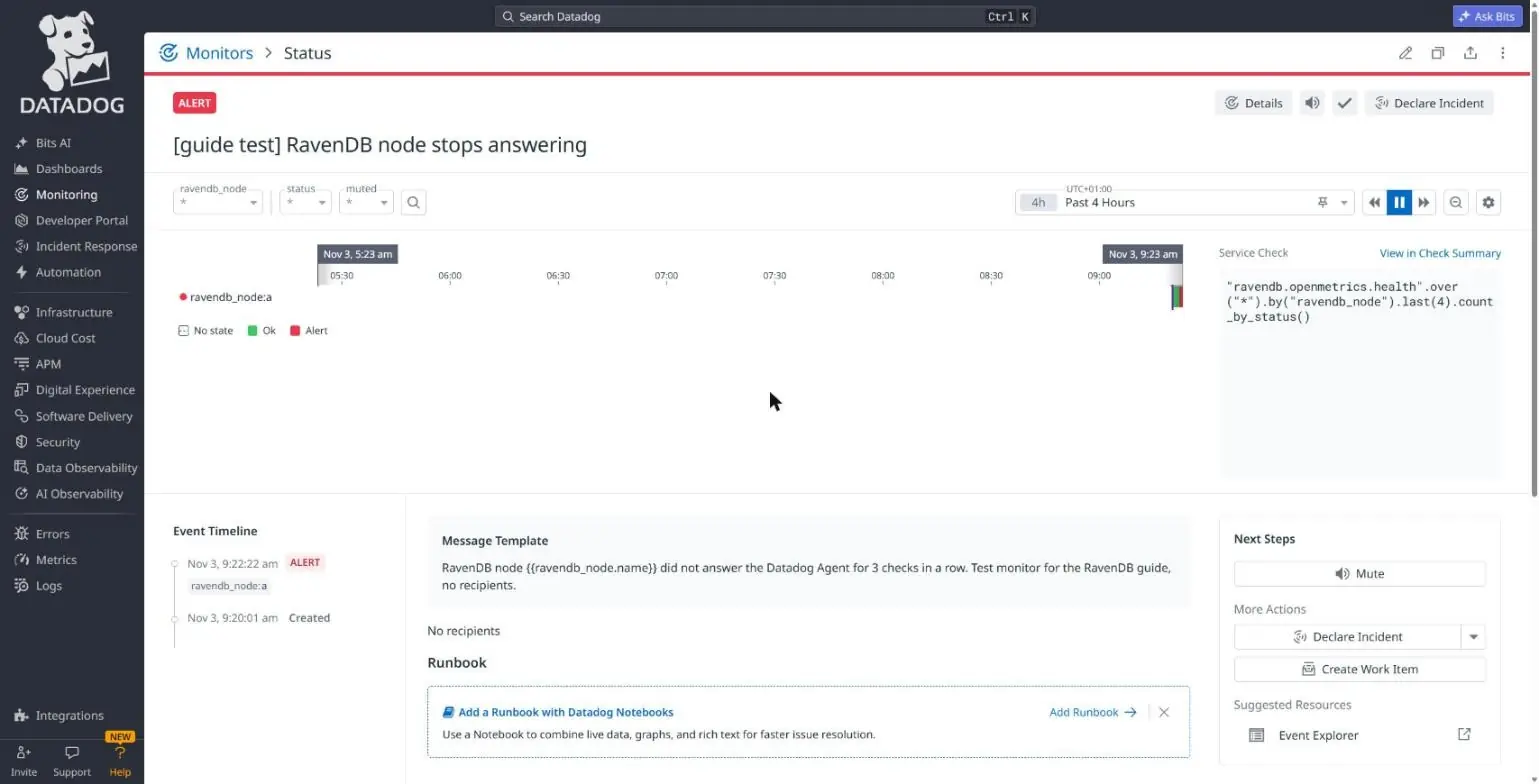 Search Datadog
Ctrl K
Ask Bits
DATADOG
Bits AI
Dashboards
Monitoring
Developer Portal
Incident Response
Automation
Infrastructure
Cloud Cost
APM
Digital Experience
Software Delivery
Security
Data Observability
AI Observability
Errors
Metrics
Logs
Integrations
NEW
Invite
Support
Help
Monitors > Status
ALERT
Details
Declare Incident
[guide test] RavenDB node stops answering
ravendb_node
*
status
*
muted
*
UTC+01:00
4h
Past 4 Hours
Nov 3, 5:23 am
Nov 3, 9:23 am
05:30 06:00 06:30 07:00 07:30 08:00 08:30 09:00
ravendb_node:a
No state Ok Alert
Service Check
View in Check Summary
"ravendb.openmetrics.health".over
("*").by("ravendb_node").last(4).count
_by_status()
Event Timeline
Nov 3, 9:22:22 am ALERT
ravendb_node:a
Nov 3, 9:20:01 am Created
Message Template
RavenDB node {{ravendb_node.name}} did not answer the Datadog Agent for 3 checks in a row. Test monitor for the RavenDB guide,
no recipients.
No recipients
Runbook
Add a Runbook with Datadog Notebooks
Add Runbook
Use a Notebook to combine live data, graphs, and rich text for faster issue resolution.
Next Steps
Mute
More Actions
Declare Incident
Create Work Item
Suggested Resources
Event Explorer